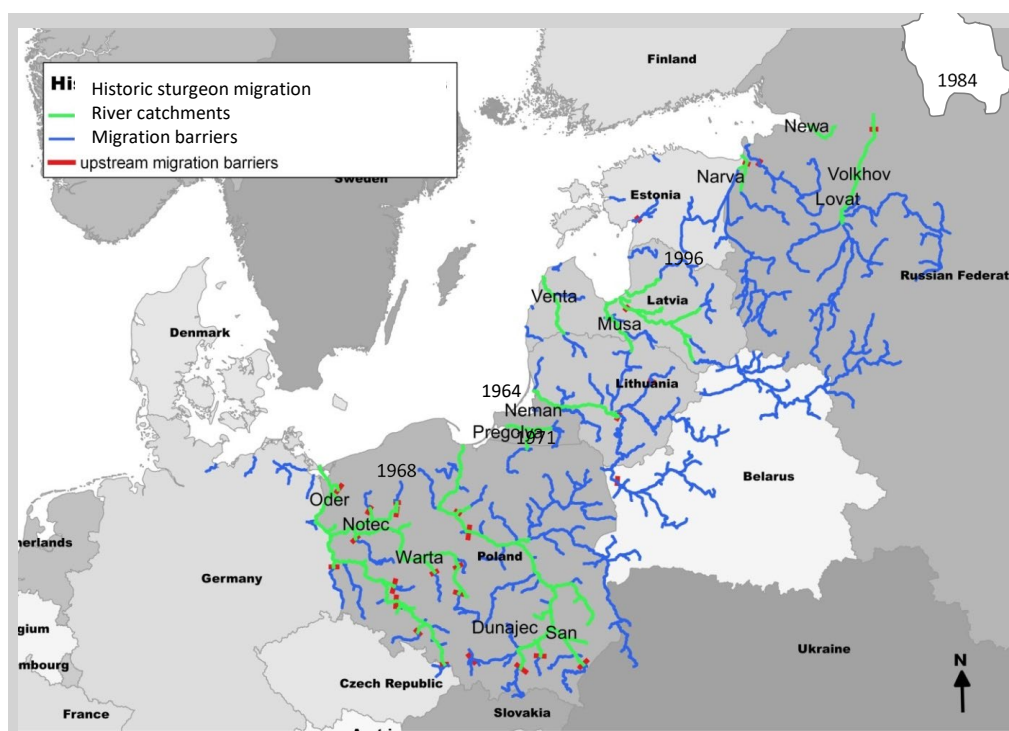 Finland
1984
His
Historic sturgeon migration
River catchments
Migration barriers
upstream migration barriers
Sweden
Newa
Narva
Volkhov
Lovat
Estonia
1996
Russian Federat
Venta
Latvia
Musa
Denmark
1964
Lithuania
Neman
Pregolya
1971
1968
Belarus
Oder
Notec
Warta
Poland
herlands
Germany
Dunajec
San
gium
Ukraine
mbourg
Czech Republic
N
France
Slovakia
Austri